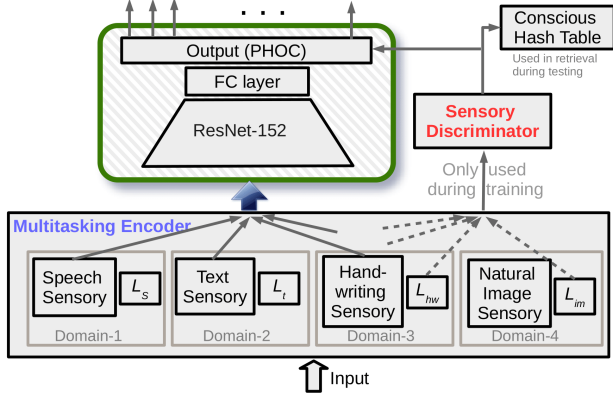 . . .
Output (PHOC)
FC layer
ResNet-152
Conscious
Hash Table
Used in retrieval
during testing
Sensory
Discriminator
Only used
during training
Multitasking Encoder
Speech
Sensory
L_S
Domain-1
Text
Sensory
L_t
Domain-2
Hand-
writing
Sensory
L_hw
Domain-3
Natural
Image
Sensory
L_im
Domain-4
Input